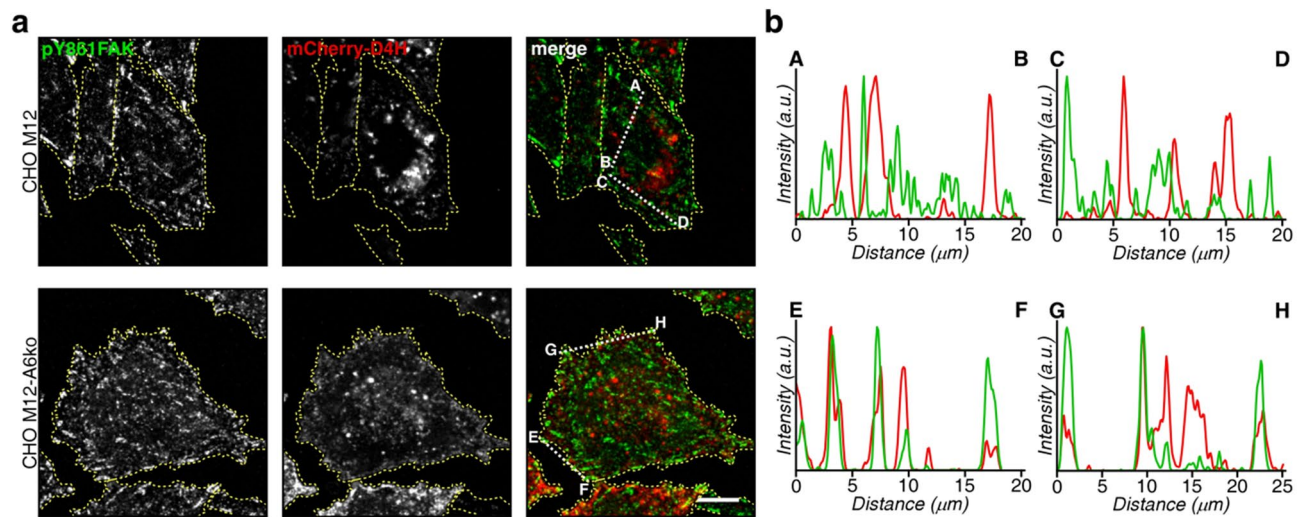 a
b
pY861FAK
mCherry-D4H
merge
CHO M12
A
B
C
D
CHO M12-A6ko
G
H
E
F
A B
Intensity (a.u.)
0 5 10 15 20
Distance (μm)
C D
Intensity (a.u.)
0 5 10 15 20
Distance (μm)
E F
Intensity (a.u.)
0 5 10 15 20
Distance (μm)
G H
Intensity (a.u.)
0 5 10 15 20 25
Distance (μm)